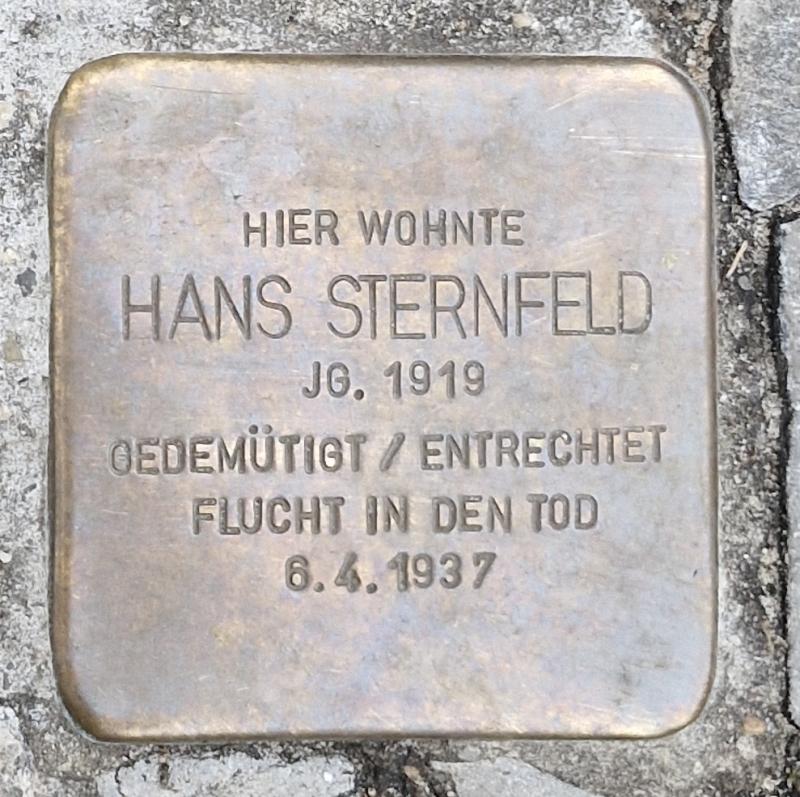 HIER WOHNTE
HANS STERNFELD
JG. 1919
GEDEMÜTIGT / ENTRECHTET
FLUCHT IN DEN TOD
6.4.1937